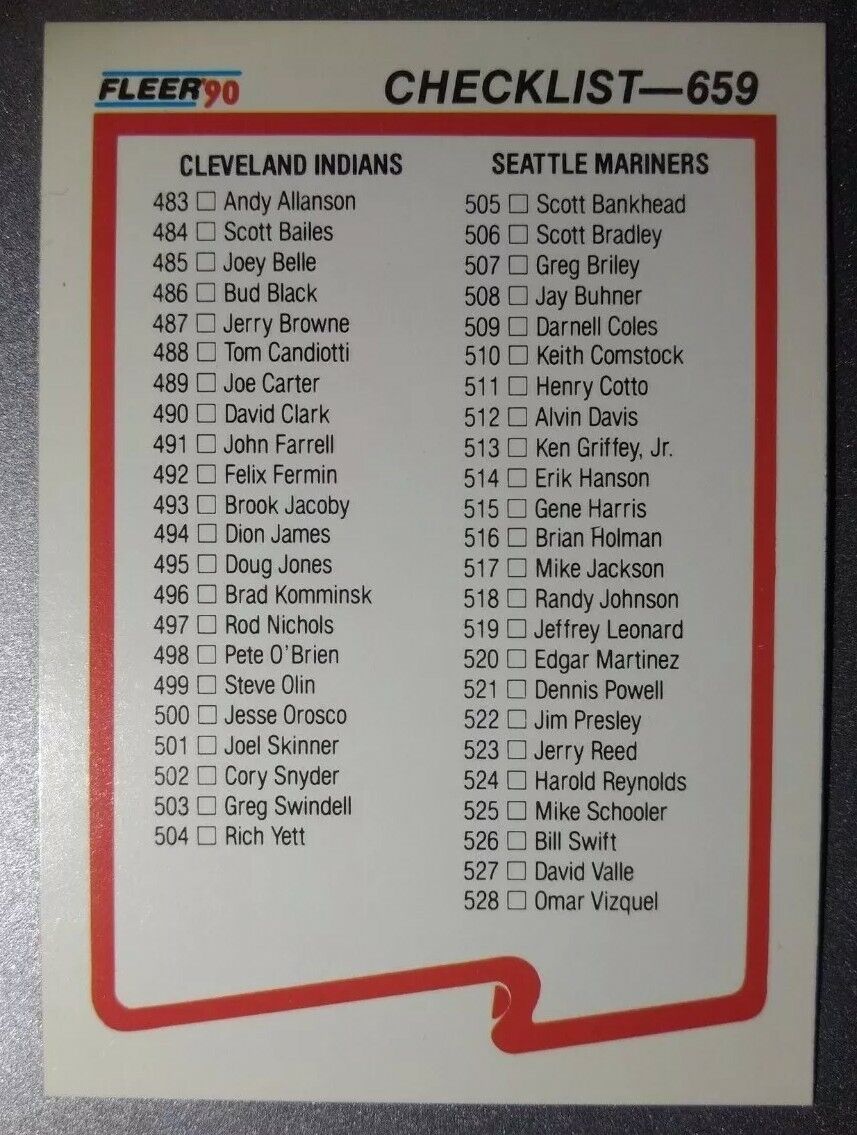 FLEER '90
CHECKLIST—659
CLEVELAND INDIANS
483 □ Andy Allanson
484 □ Scott Bailes
485 □ Joey Belle
486 □ Bud Black
487 □ Jerry Browne
488 □ Tom Candiotti
489 □ Joe Carter
490 □ David Clark
491 □ John Farrell
492 □ Felix Fermin
493 □ Brook Jacoby
494 □ Dion James
495 □ Doug Jones
496 □ Brad Komminsk
497 □ Rod Nichols
498 □ Pete O'Brien
499 □ Steve Olin
500 □ Jesse Orosco
501 □ Joel Skinner
502 □ Cory Snyder
503 □ Greg Swindell
504 □ Rich Yett
SEATTLE MARINERS
505 □ Scott Bankhead
506 □ Scott Bradley
507 □ Greg Briley
508 □ Jay Buhner
509 □ Darnell Coles
510 □ Keith Comstock
511 □ Henry Cotto
512 □ Alvin Davis
513 □ Ken Griffey, Jr.
514 □ Erik Hanson
515 □ Gene Harris
516 □ Brian Holman
517 □ Mike Jackson
518 □ Randy Johnson
519 □ Jeffrey Leonard
520 □ Edgar Martinez
521 □ Dennis Powell
522 □ Jim Presley
523 □ Jerry Reed
524 □ Harold Reynolds
525 □ Mike Schooler
526 □ Bill Swift
527 □ David Valle
528 □ Omar Vizquel